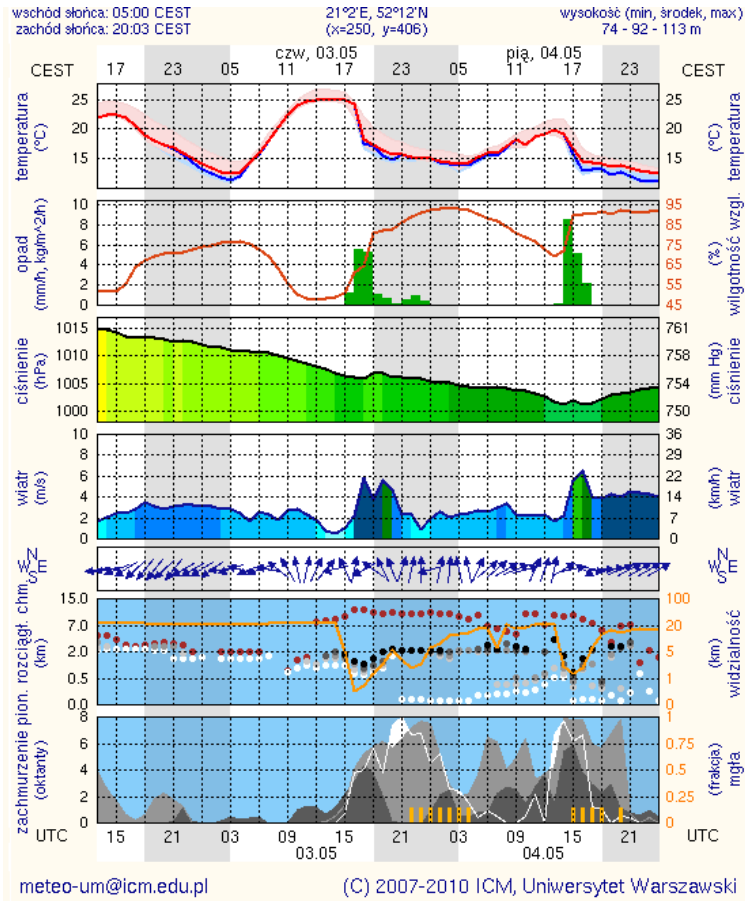 wschód słońca: 05:00 CEST 21°2'E, 52°12'N wysokość (min, środek, max)
zachód słońca: 20:03 CEST (x=250, y=406) 74 - 92 - 113 m
czw, 03.05 pią, 04.05
CEST 17 23 05 11 17 23 05 11 17 23 CEST
temperatura (°C) 25 20 15 25 20 15 (°C) temperatura
opad (mm/h, kg/m^2/h) 10 8 6 4 2 0 95 85 75 65 55 45 (%) wilgotność wzgl.
ciśnienie (hPa) 1015 1010 1005 1000 761 758 754 750 (mm Hg) ciśnienie
wiatr (m/s) 10 8 6 4 2 0 36 29 22 14 7 0 (km/h) wiatr
N W E S N W E S
pion. rozciągł. chm. (km) 15.0 7.0 2.0 0.5 0.0 100 20 5 1 0 (km) widzialność
zachmurzenie (oktanty) 8 6 4 2 0 1 0.75 0.5 0.25 0 (frakcja) mgła
UTC 15 21 03 09 15 21 03 09 15 21 UTC
03.05 04.05
meteo-um@icm.edu.pl (C) 2007-2010 ICM, Uniwersytet Warszawski